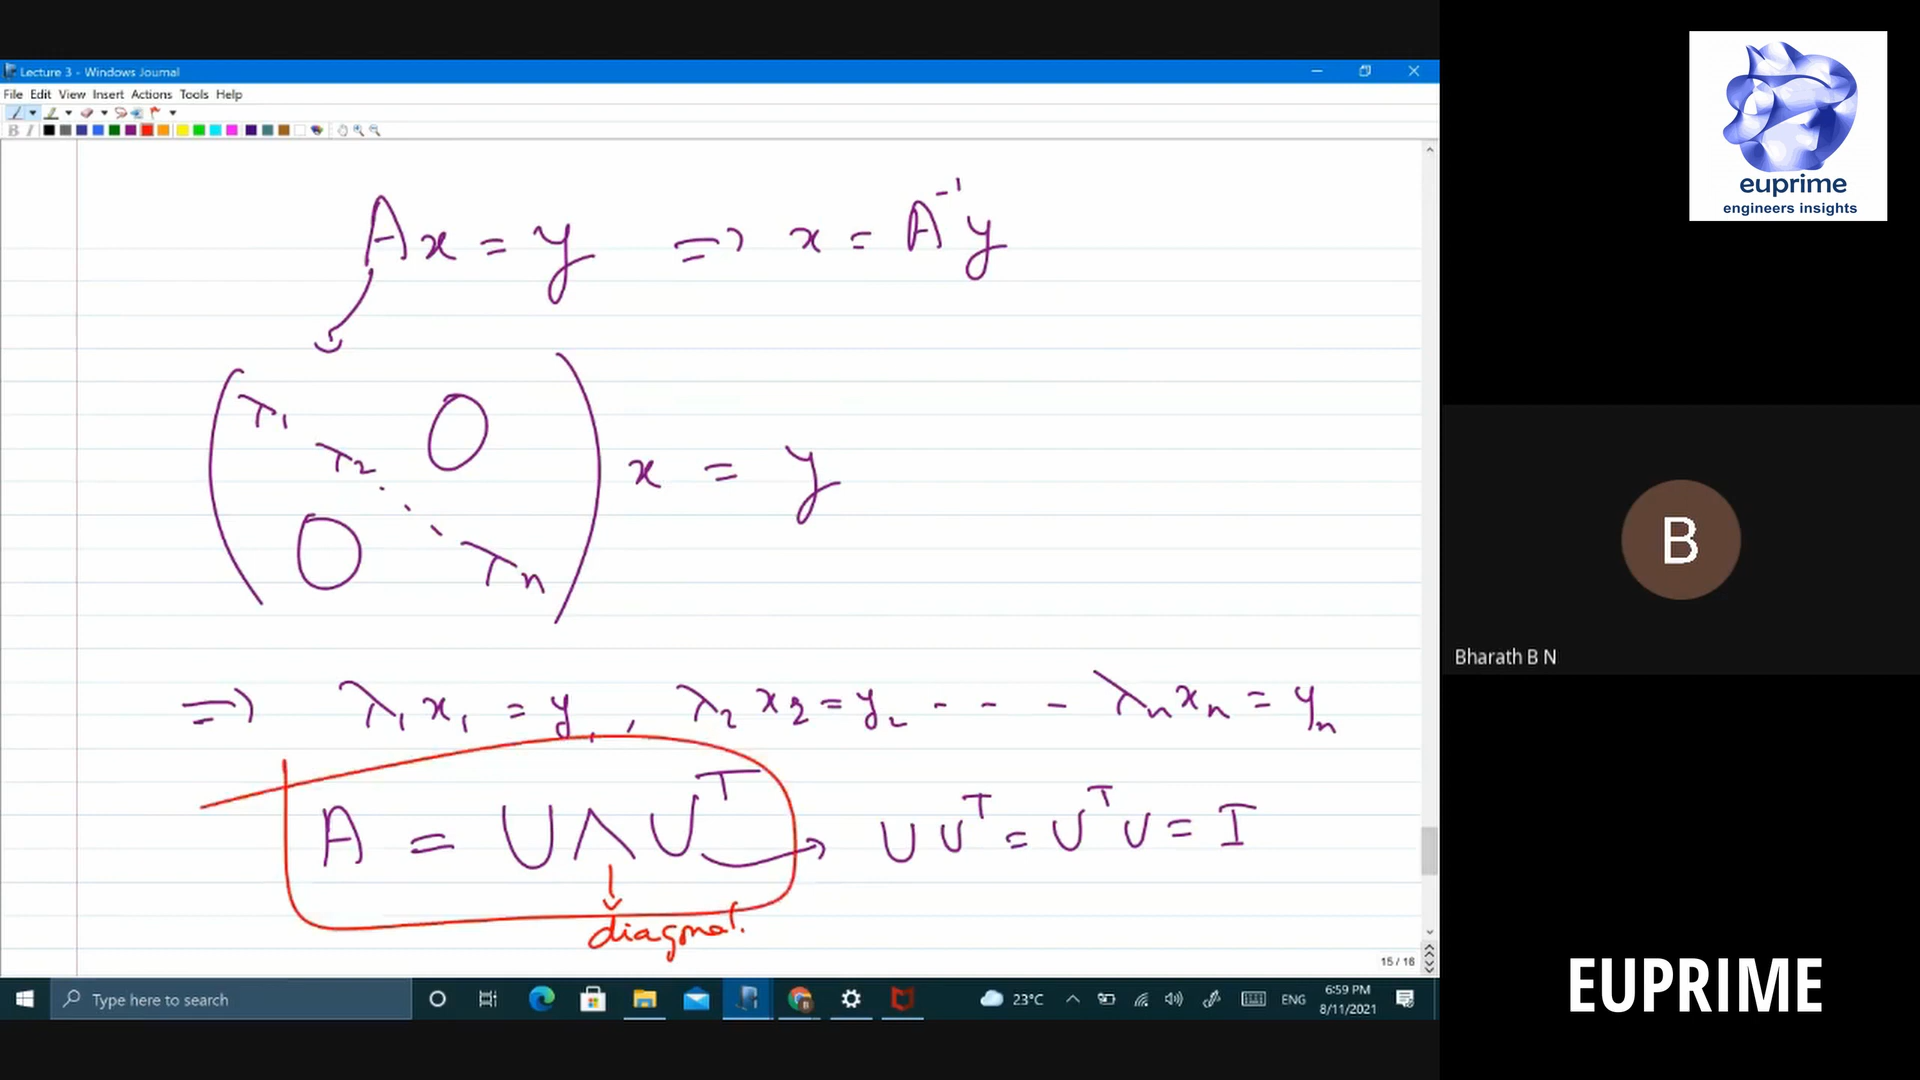 Lecture 3 - Windows Journal
File Edit View Insert Actions Tools Help
B I
Ax = y => x = A⁻¹y
λ₁ 0
λ₂
0 λₙ
x = y
=> λ₁x₁ = y₁, λ₂x₂ = y₂ - - - λₙxₙ = yₙ
A = UΛUᵀ → UUᵀ = UᵀU = I
diagonal.
15 / 16
Type here to search
23°C
ENG
6:59 PM
8/11/2021
euprime
engineers insights
B
Bharath B N
EUPRIME